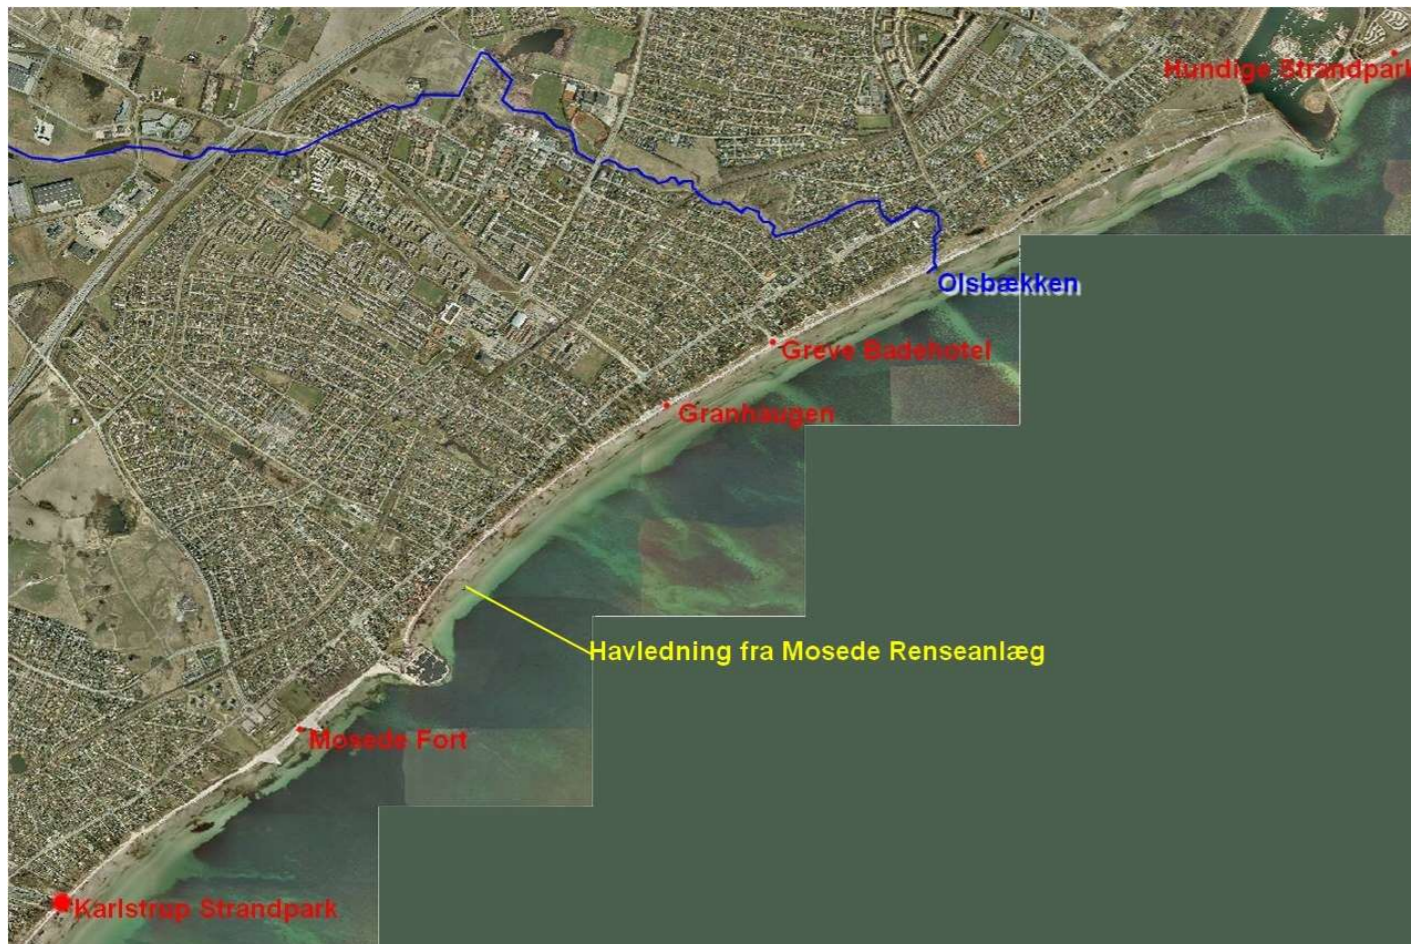 Hundige Strandpark
Olsbækken
Greve Badehotel
Granhaugen
Havledning fra Mosede Renseanlæg
Mosede Fort
Karlstrup Strandpark